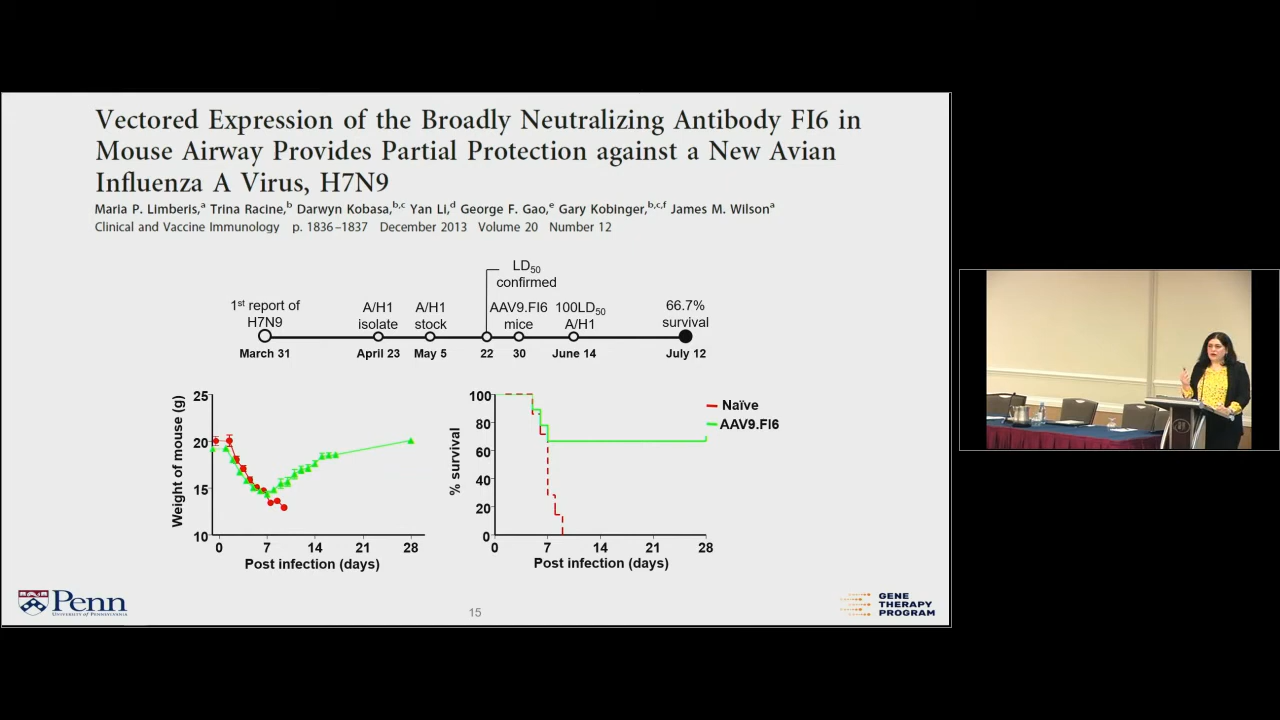 Vectored Expression of the Broadly Neutralizing Antibody FI6 in
Mouse Airway Provides Partial Protection against a New Avian
Influenza A Virus, H7N9
Maria P. Limberis,ᵃ Trina Racine,ᵇ Darwyn Kobasa,ᵇ,ᶜ Yan Li,ᵈ George F. Gao,ᵉ Gary Kobinger,ᵇ,ᶜ,ᶠ James M. Wilsonᵃ
Clinical and Vaccine Immunology p. 1836–1837 December 2013 Volume 20 Number 12
LD₅₀
confirmed
1ˢᵗ report of
H7N9
A/H1
isolate
A/H1
stock
AAV9.FI6
mice
100LD₅₀
A/H1
66.7%
survival
March 31
April 23
May 5
22
30
June 14
July 12
Weight of mouse (g)
25
20
15
10
0 7 14 21 28
Post infection (days)
% survival
100
80
60
40
20
0
0 7 14 21 28
Post infection (days)
Naïve
AAV9.FI6
Penn
UNIVERSITY OF PENNSYLVANIA
15
GENE
THERAPY
PROGRAM